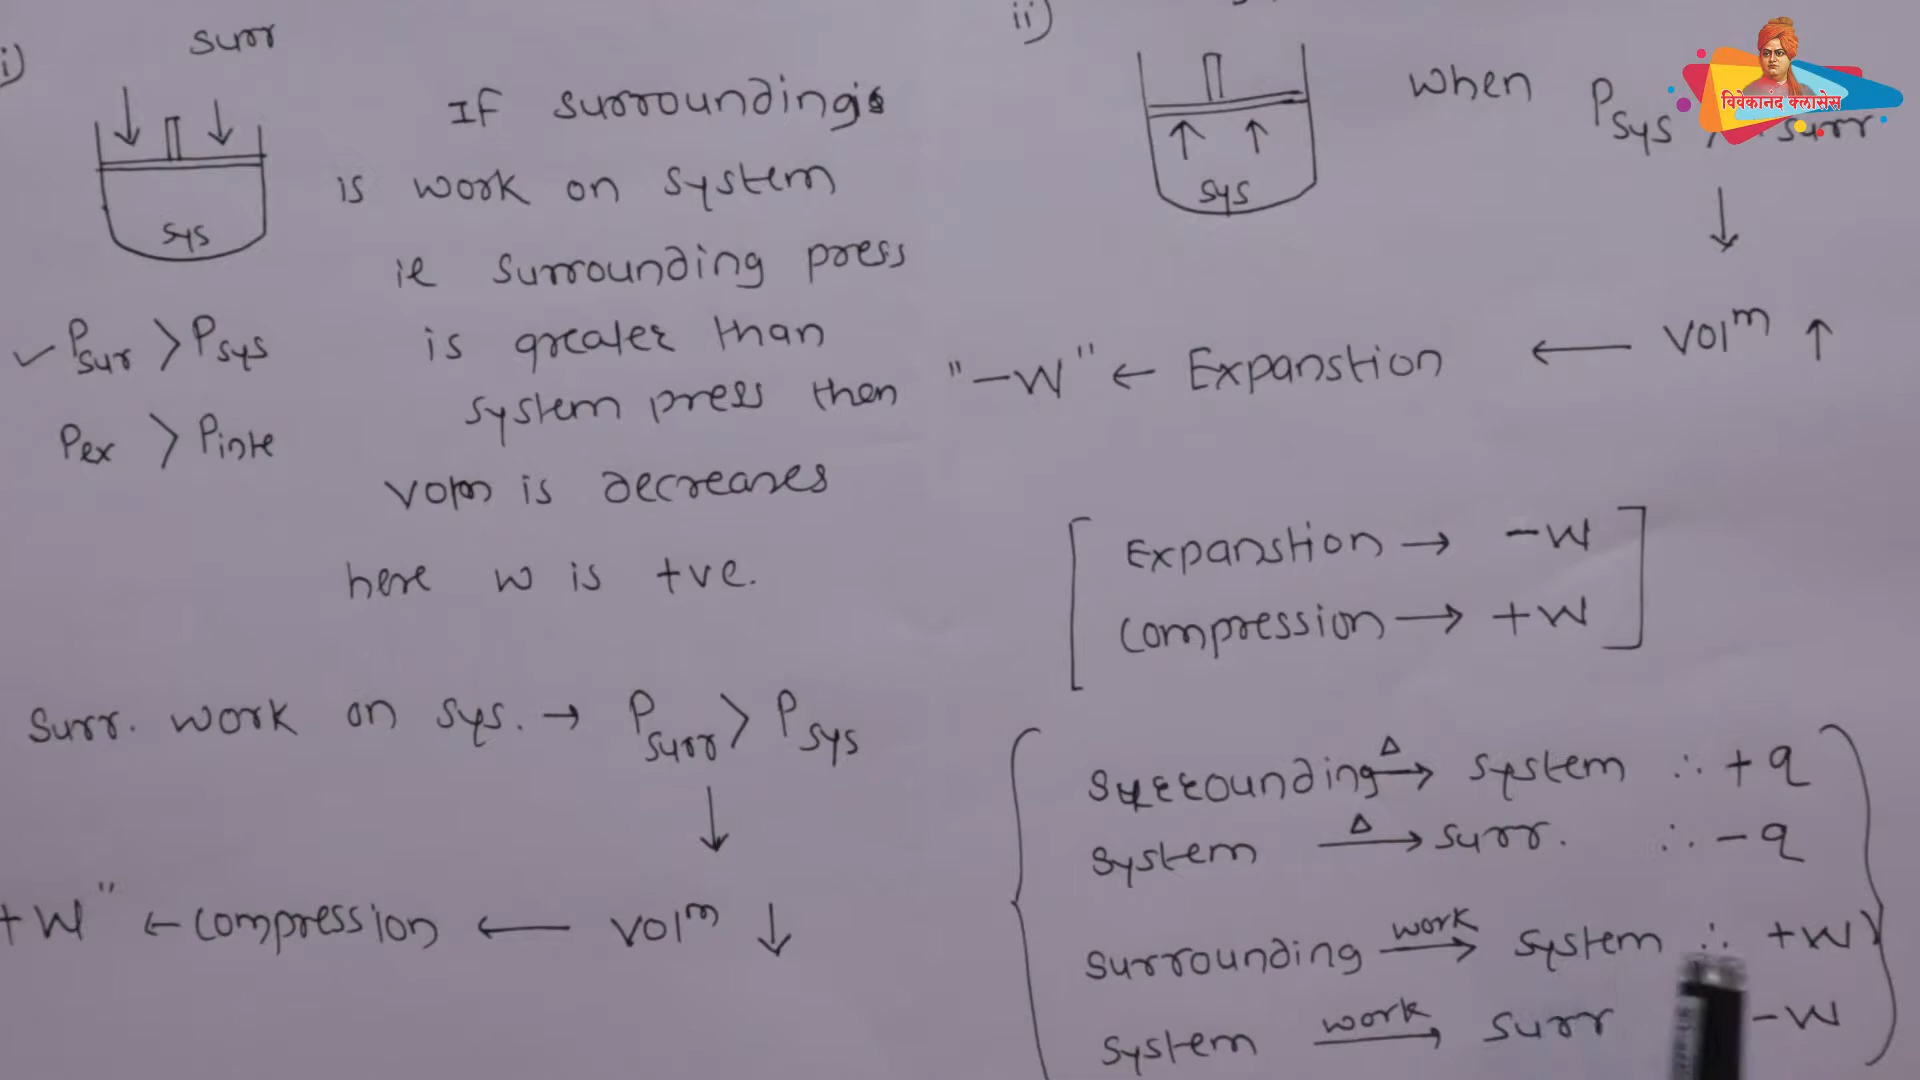 i)
surr
sys
If surroundings
is work on system
ie surrounding press
is greater than
system press then
volm is decreases
here w is +ve.
✓ Psur > Psys
Pex > Pinte
Surr. work on sys. → Psurr > Psys
↓
+W" ← compression ← volm ↓
ii)
sys
when Psys surr
↓
"-W" ← Expanstion ← volm ↑
Expanstion → -W
Compression → +W
Surrounding Δ→ system ∴ +q
System Δ→ surr. ∴ -q
Surrounding work→ system ∴ +W
System work→ surr -W
विवेकानंद क्लासेस